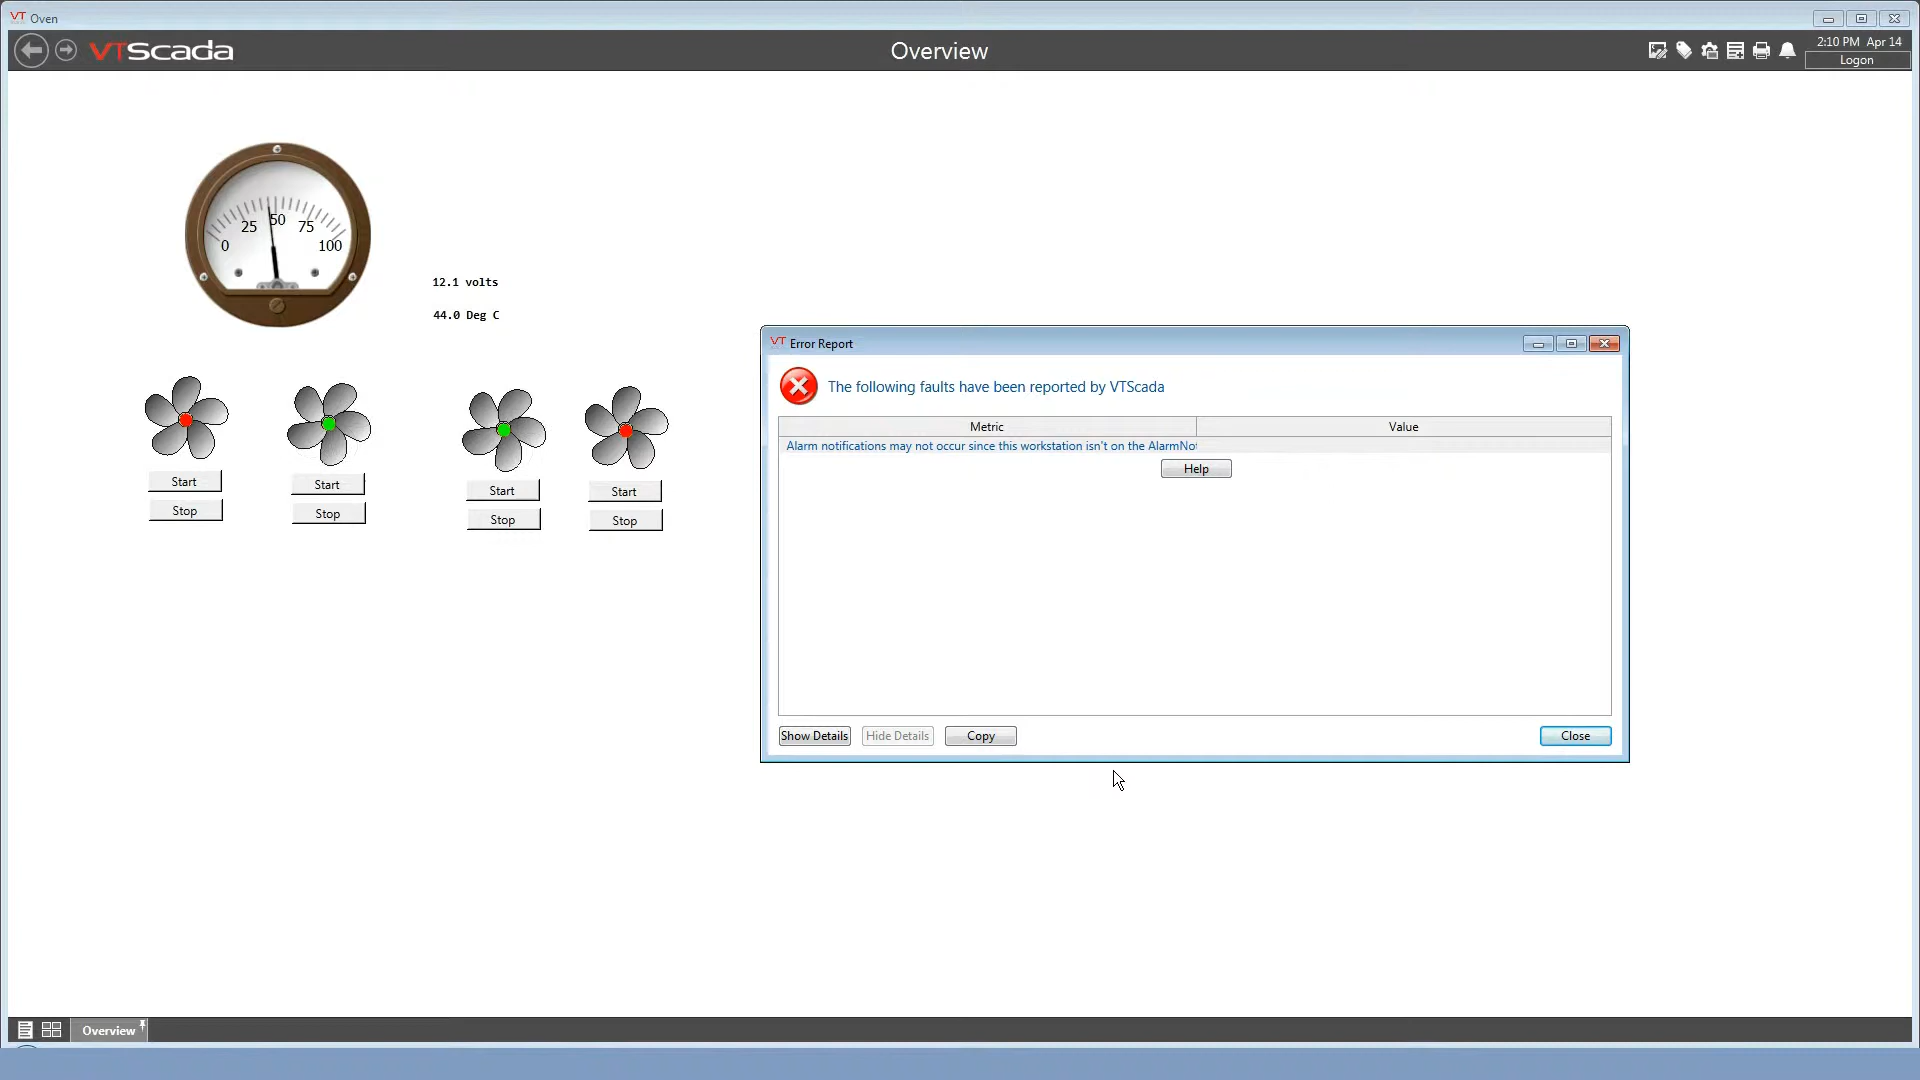 VT Oven
VTScada
Overview
2:10 PM Apr 14
Logon
0 25 50 75 100
12.1 volts
44.0 Deg C
Start Start Start Start
Stop Stop Stop Stop
VT Error Report
The following faults have been reported by VTScada
Metric Value
Alarm notifications may not occur since this workstation isn't on the AlarmNot
Help
Show Details Hide Details Copy Close
Overview